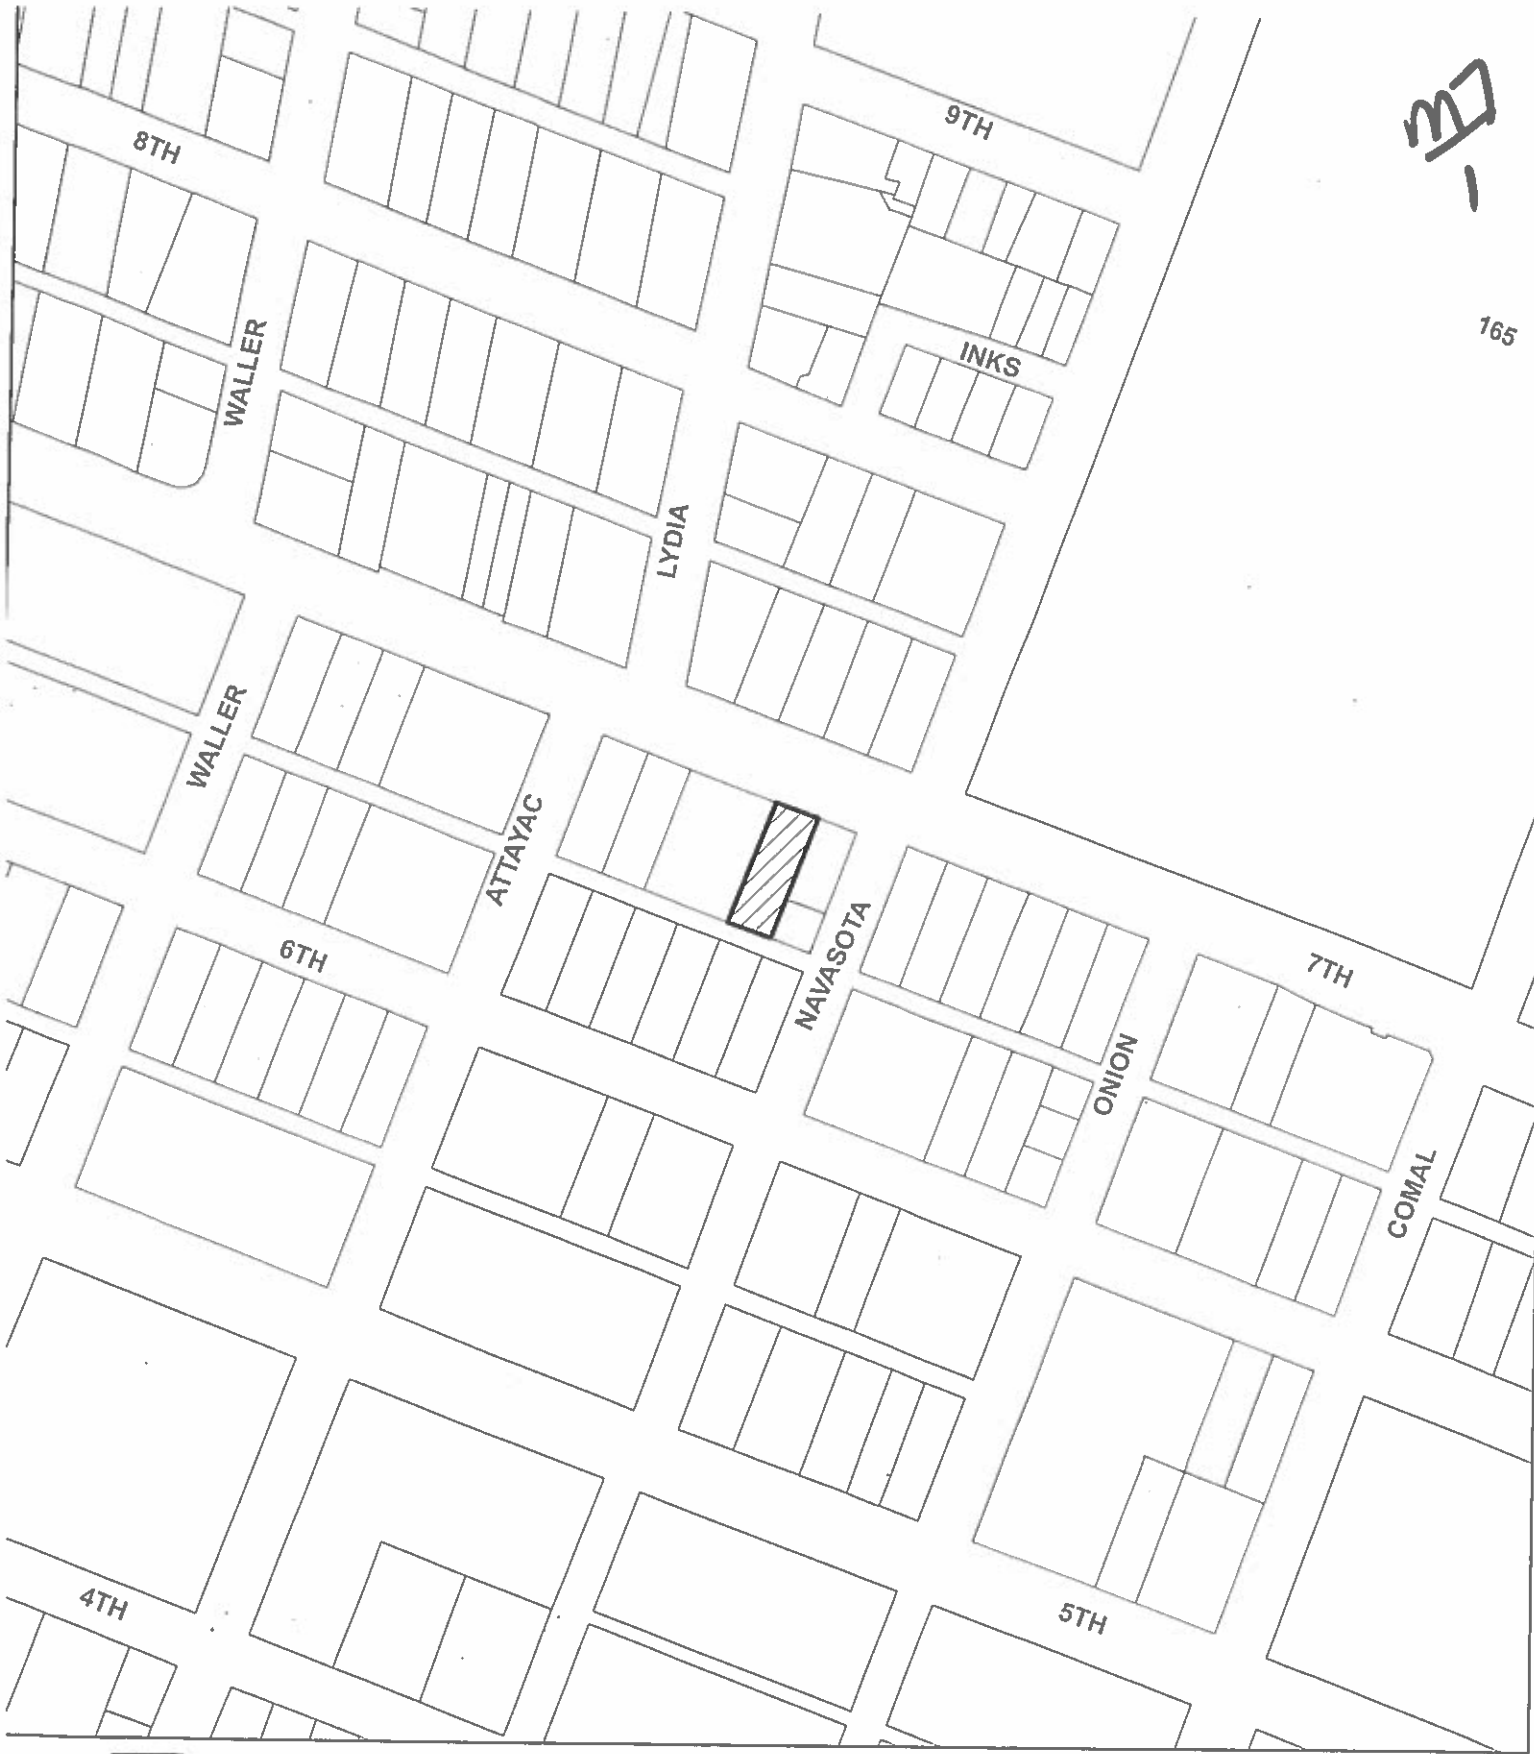 9TH
8TH
165
INKS
WALLER
LYDIA
WALLER
ATTAYAC
NAVASOTA
6TH
7TH
ONION
COMAL
4TH
5TH